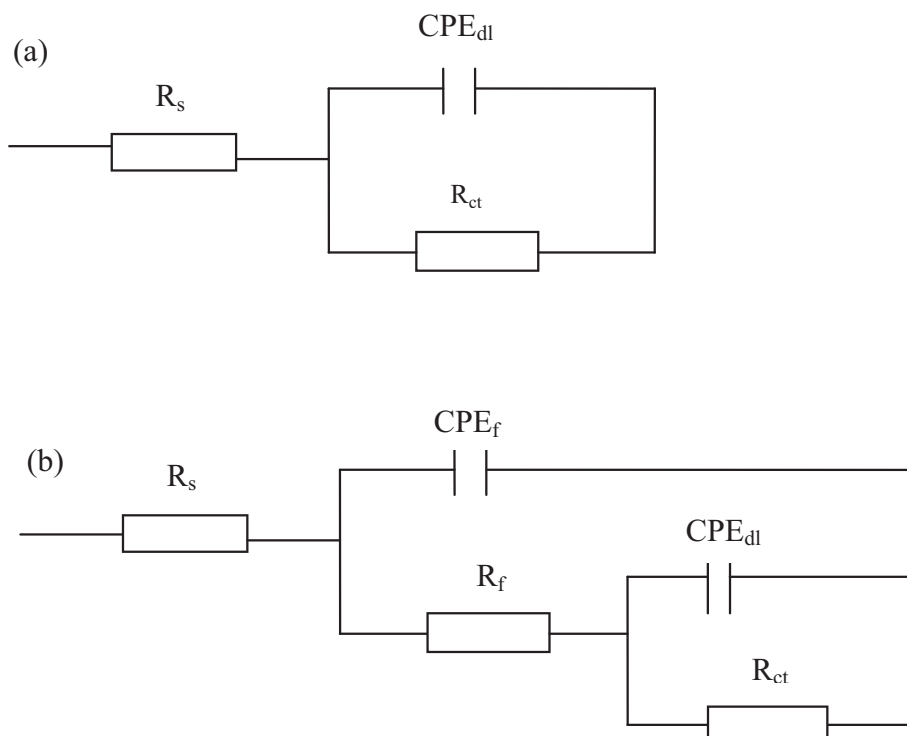 (a)
CPE_dl
R_s
R_ct
(b)
CPE_f
R_s
CPE_dl
R_f
R_ct